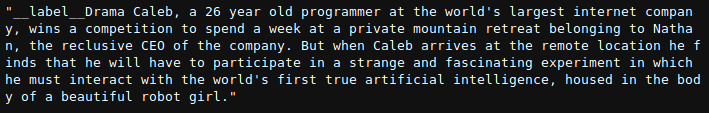 "__label__Drama Caleb, a 26 year old programmer at the world's largest internet compan
y, wins a competition to spend a week at a private mountain retreat belonging to Natha
n, the reclusive CEO of the company. But when Caleb arrives at the remote location he f
inds that he will have to participate in a strange and fascinating experiment in which
he must interact with the world's first true artificial intelligence, housed in the bod
y of a beautiful robot girl."